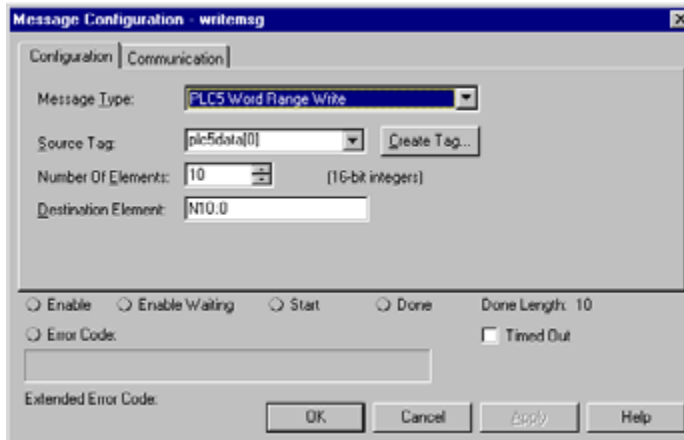 Message Configuration - writemsg
Configuration Communication
Message Type: PLC5 Word Range Write
Source Tag: plc5data[0] Create Tag...
Number Of Elements: 10 (16-bit integers)
Destination Element: N10:0
Enable Enable Waiting Start Done Done Length: 10
Error Code: Timed Out
Extended Error Code:
OK Cancel Apply Help